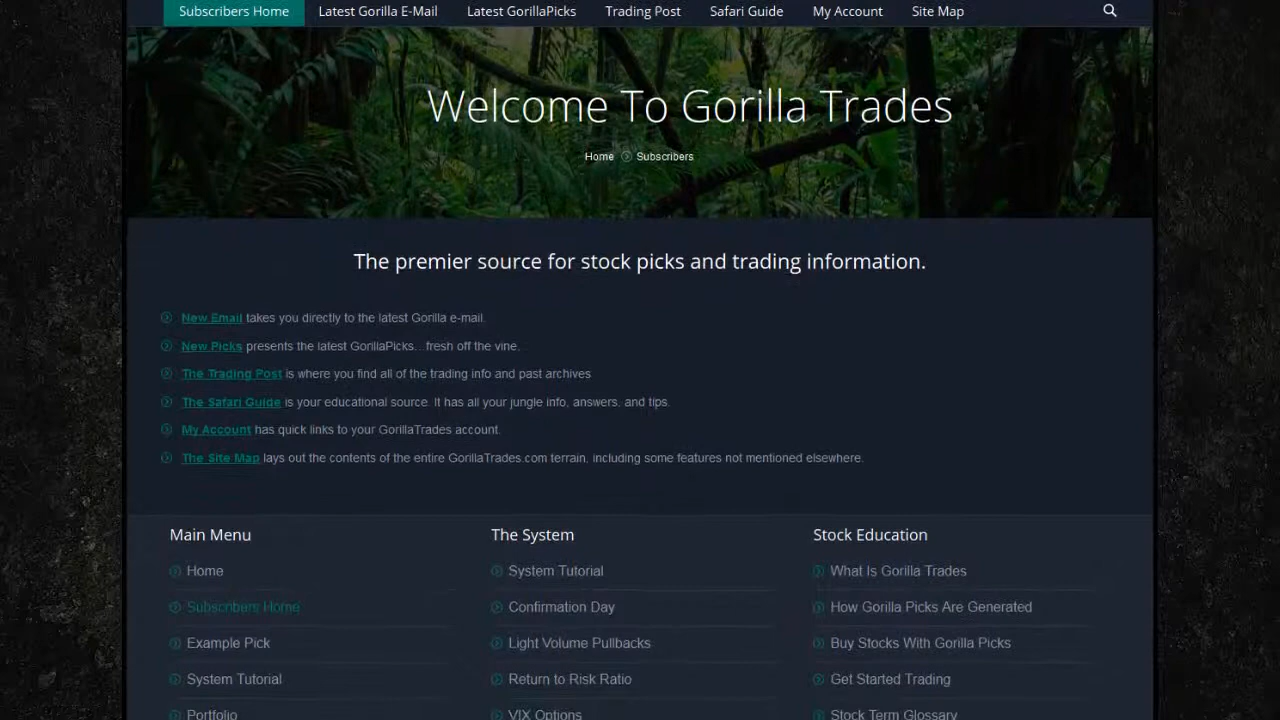 Subscribers Home Latest Gorilla E-Mail Latest GorillaPicks Trading Post Safari Guide My Account Site Map
Welcome To Gorilla Trades
Home Subscribers
The premier source for stock picks and trading information.
New Email takes you directly to the latest Gorilla e-mail.
New Picks presents the latest GorillaPicks...fresh off the vine.
The Trading Post is where you find all of the trading info and past archives
The Safari Guide is your educational source. It has all your jungle info, answers, and tips.
My Account has quick links to your GorillaTrades account.
The Site Map lays out the contents of the entire GorillaTrades.com terrain, including some features not mentioned elsewhere.
Main Menu
Home
Subscribers Home
Example Pick
System Tutorial
Portfolio
The System
System Tutorial
Confirmation Day
Light Volume Pullbacks
Return to Risk Ratio
VIX Options
Stock Education
What Is Gorilla Trades
How Gorilla Picks Are Generated
Buy Stocks With Gorilla Picks
Get Started Trading
Stock Term Glossary